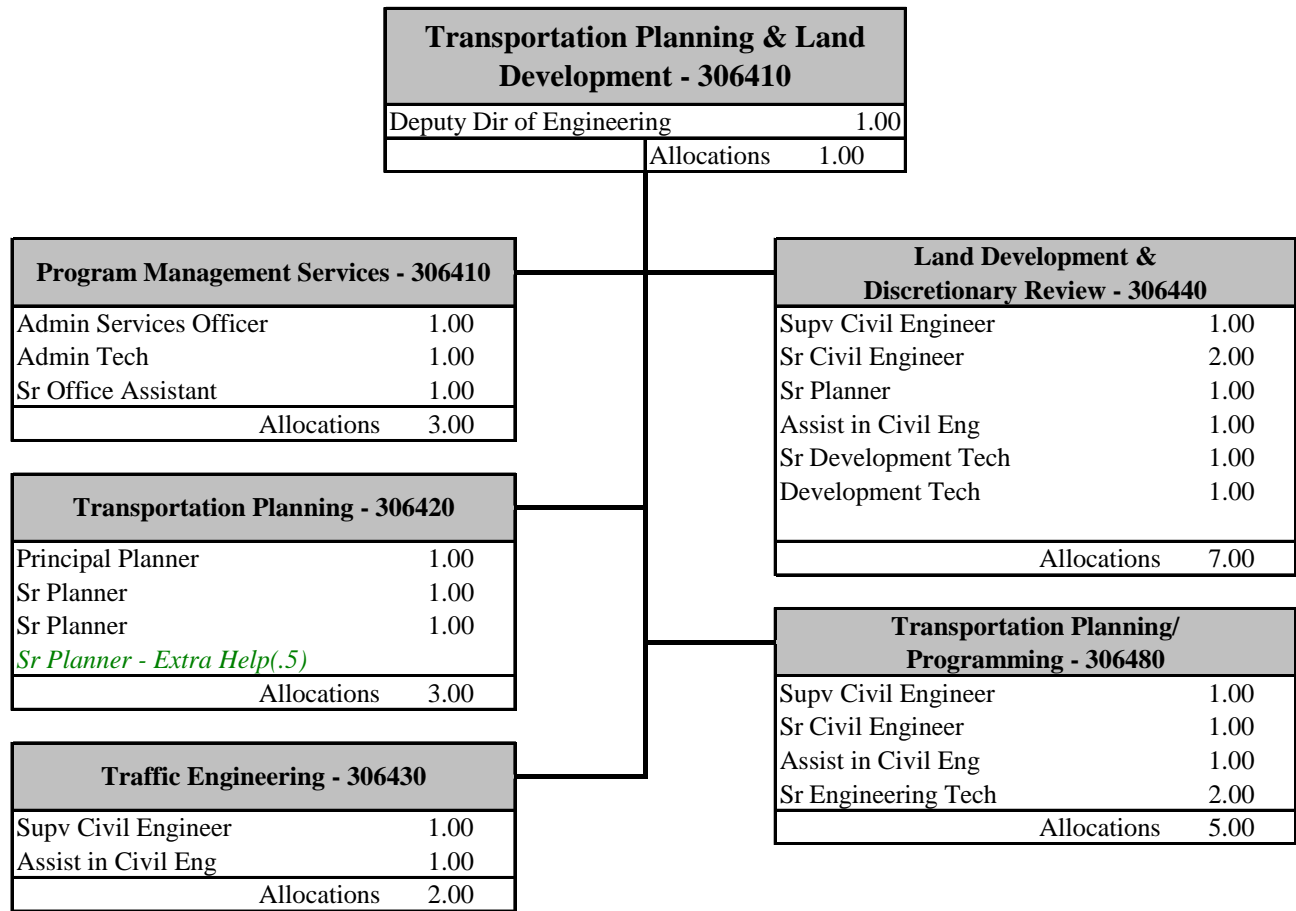 Transportation Planning & Land
Development - 306410
Deputy Dir of Engineering 1.00
Allocations 1.00
Program Management Services - 306410
Admin Services Officer 1.00
Admin Tech 1.00
Sr Office Assistant 1.00
Allocations 3.00
Transportation Planning - 306420
Principal Planner 1.00
Sr Planner 1.00
Sr Planner 1.00
Sr Planner - Extra Help(.5)
Allocations 3.00
Traffic Engineering - 306430
Supv Civil Engineer 1.00
Assist in Civil Eng 1.00
Allocations 2.00
Land Development &
Discretionary Review - 306440
Supv Civil Engineer 1.00
Sr Civil Engineer 2.00
Sr Planner 1.00
Assist in Civil Eng 1.00
Sr Development Tech 1.00
Development Tech 1.00
Allocations 7.00
Transportation Planning/
Programming - 306480
Supv Civil Engineer 1.00
Sr Civil Engineer 1.00
Assist in Civil Eng 1.00
Sr Engineering Tech 2.00
Allocations 5.00